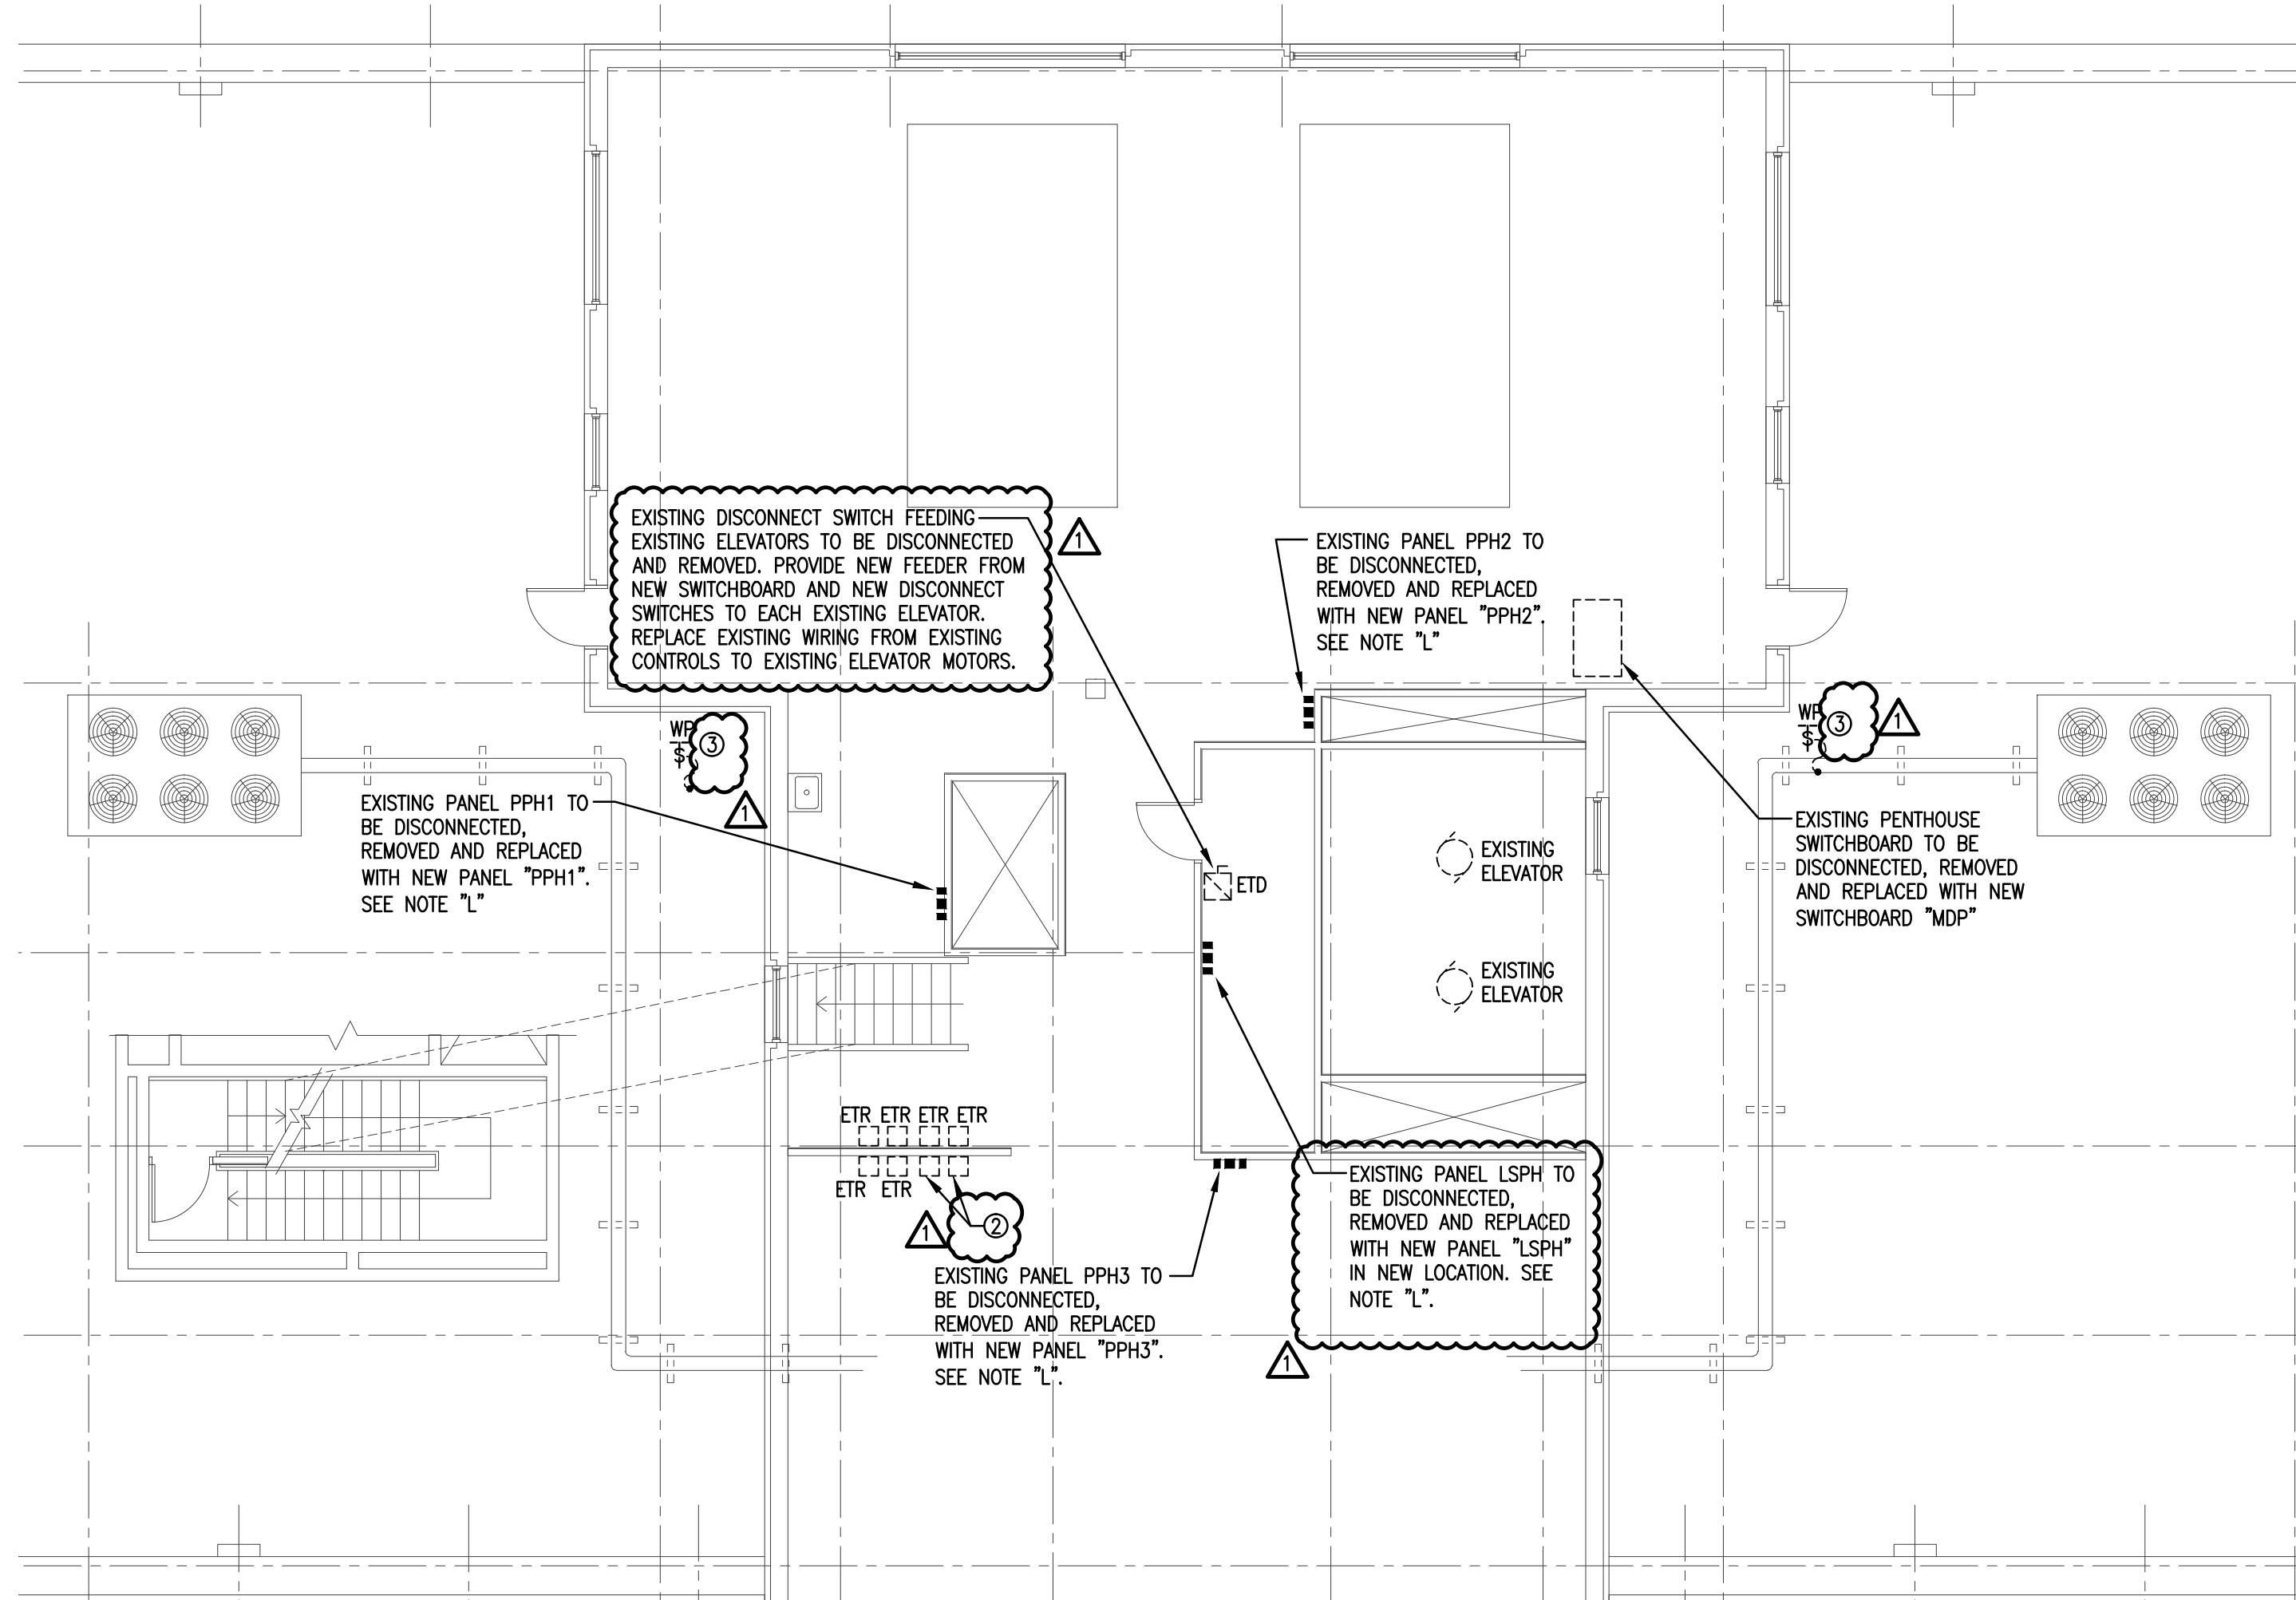 EXISTING DISCONNECT SWITCH FEEDING
EXISTING ELEVATORS TO BE DISCONNECTED
AND REMOVED. PROVIDE NEW FEEDER FROM
NEW SWITCHBOARD AND NEW DISCONNECT
SWITCHES TO EACH EXISTING ELEVATOR.
REPLACE EXISTING WIRING FROM EXISTING
CONTROLS TO EXISTING ELEVATOR MOTORS.
1
EXISTING PANEL PPH2 TO
BE DISCONNECTED,
REMOVED AND REPLACED
WITH NEW PANEL "PPH2".
SEE NOTE "L"
WP
$
3
1
WP
$
3
1
EXISTING PANEL PPH1 TO
BE DISCONNECTED,
REMOVED AND REPLACED
WITH NEW PANEL "PPH1".
SEE NOTE "L"
EXISTING PENTHOUSE
SWITCHBOARD TO BE
DISCONNECTED, REMOVED
AND REPLACED WITH NEW
SWITCHBOARD "MDP"
EXISTING
ELEVATOR
ETD
EXISTING
ELEVATOR
ETR ETR ETR ETR
ETR ETR
2
1
EXISTING PANEL LSPH TO
BE DISCONNECTED,
REMOVED AND REPLACED
WITH NEW PANEL "LSPH"
IN NEW LOCATION. SEE
NOTE "L".
1
EXISTING PANEL PPH3 TO
BE DISCONNECTED,
REMOVED AND REPLACED
WITH NEW PANEL "PPH3".
SEE NOTE "L".